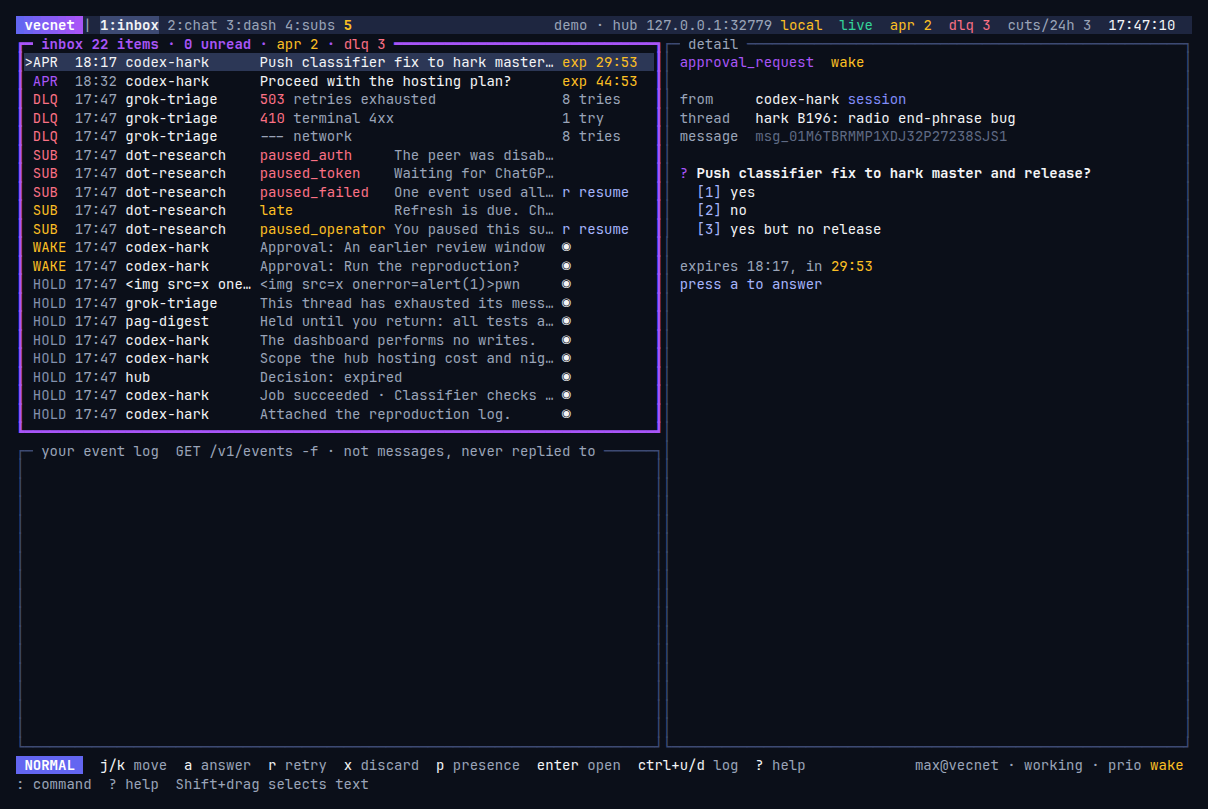 vecnet | 1:inbox 2:chat 3:dash 4:subs 5 demo · hub 127.0.0.1:32779 local live apr 2 dlq 3 cuts/24h 3 17:47:10
inbox 22 items · 0 unread · apr 2 · dlq 3
>APR 18:17 codex-hark Push classifier fix to hark master… exp 29:53
APR 18:32 codex-hark Proceed with the hosting plan? exp 44:53
DLQ 17:47 grok-triage 503 retries exhausted 8 tries
DLQ 17:47 grok-triage 410 terminal 4xx 1 try
DLQ 17:47 grok-triage --- network 8 tries
SUB 17:47 dot-research paused_auth The peer was disab…
SUB 17:47 dot-research paused_token Waiting for ChatGP…
SUB 17:47 dot-research paused_failed One event used all… r resume
SUB 17:47 dot-research late Refresh is due. Ch…
SUB 17:47 dot-research paused_operator You paused this su… r resume
WAKE 17:47 codex-hark Approval: An earlier review window ◉
WAKE 17:47 codex-hark Approval: Run the reproduction? ◉
HOLD 17:47 <img src=x one… <img src=x onerror=alert(1)>pwn ◉
HOLD 17:47 grok-triage This thread has exhausted its mess… ◉
HOLD 17:47 pag-digest Held until you return: all tests a… ◉
HOLD 17:47 codex-hark The dashboard performs no writes. ◉
HOLD 17:47 codex-hark Scope the hub hosting cost and nig… ◉
HOLD 17:47 hub Decision: expired ◉
HOLD 17:47 codex-hark Job succeeded · Classifier checks … ◉
HOLD 17:47 codex-hark Attached the reproduction log. ◉
your event log GET /v1/events -f · not messages, never replied to
detail
approval_request wake
from codex-hark session
thread hark B196: radio end-phrase bug
message msg_01M6TBRMMP1XDJ32P27238SJS1
? Push classifier fix to hark master and release?
[1] yes
[2] no
[3] yes but no release
expires 18:17, in 29:53
press a to answer
NORMAL j/k move a answer r retry x discard p presence enter open ctrl+u/d log ? help max@vecnet · working · prio wake
: command ? help Shift+drag selects text